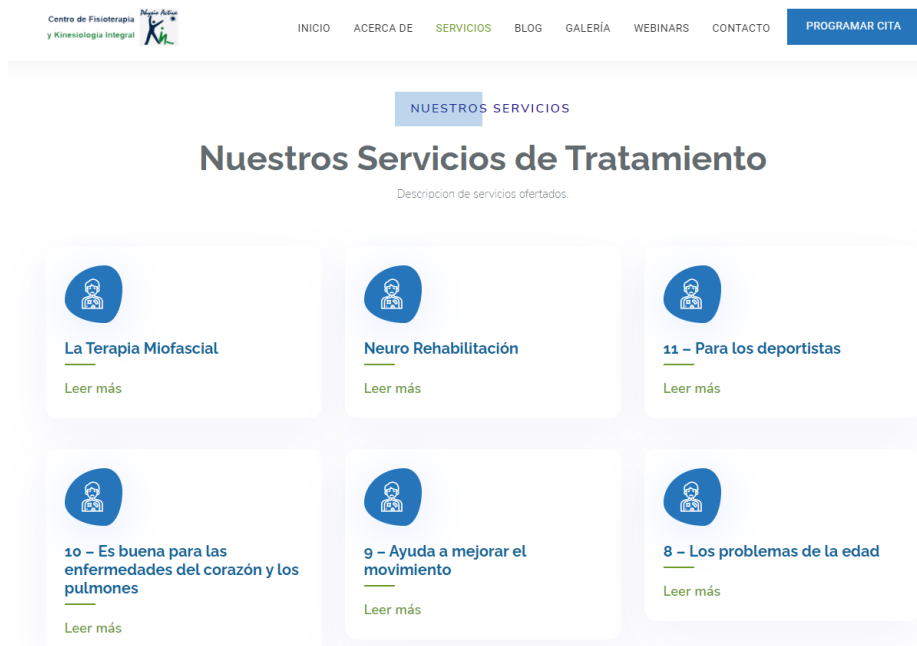 Centro de Fisioterapia
y Kinesiología Integral
Physio Active
Kin
INICIO ACERCA DE SERVICIOS BLOG GALERÍA WEBINARS CONTACTO PROGRAMAR CITA
NUESTROS SERVICIOS
Nuestros Servicios de Tratamiento
Descripcion de servicios ofertados.
La Terapia Miofascial
Leer más
Neuro Rehabilitación
Leer más
11 – Para los deportistas
Leer más
10 – Es buena para las
enfermedades del corazón y los
pulmones
Leer más
9 – Ayuda a mejorar el
movimiento
Leer más
8 – Los problemas de la edad
Leer más